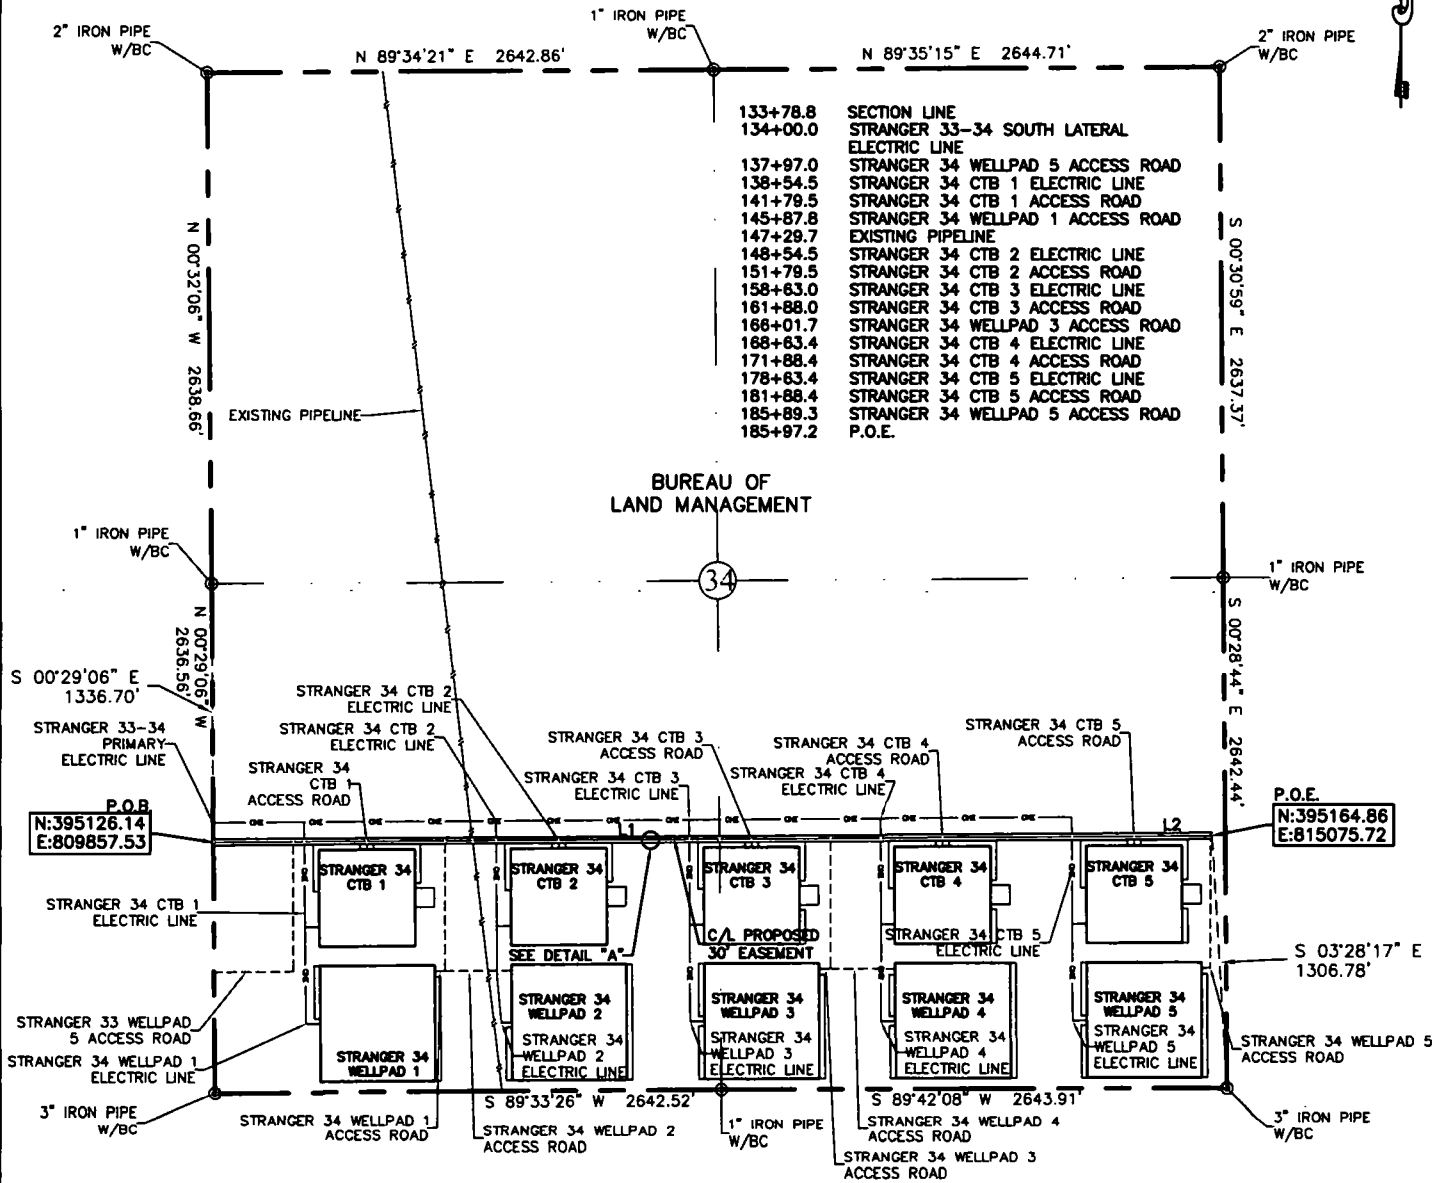 2" IRON PIPE
W/BC
N 89°34'21" E 2642.86'
1" IRON PIPE
W/BC
N 89°35'15" E 2644.71'
2" IRON PIPE
W/BC
133+78.8 SECTION LINE
134+00.0 STRANGER 33-34 SOUTH LATERAL
ELECTRIC LINE
137+97.0 STRANGER 34 WELLPAD 5 ACCESS ROAD
138+54.5 STRANGER 34 CTB 1 ELECTRIC LINE
141+79.5 STRANGER 34 CTB 1 ACCESS ROAD
145+87.8 STRANGER 34 WELLPAD 1 ACCESS ROAD
147+29.7 EXISTING PIPELINE
148+54.5 STRANGER 34 CTB 2 ELECTRIC LINE
151+79.5 STRANGER 34 CTB 2 ACCESS ROAD
158+63.0 STRANGER 34 CTB 3 ELECTRIC LINE
161+88.0 STRANGER 34 CTB 3 ACCESS ROAD
166+01.7 STRANGER 34 WELLPAD 3 ACCESS ROAD
168+63.4 STRANGER 34 CTB 4 ELECTRIC LINE
171+88.4 STRANGER 34 CTB 4 ACCESS ROAD
178+63.4 STRANGER 34 CTB 5 ELECTRIC LINE
181+88.4 STRANGER 34 CTB 5 ACCESS ROAD
185+89.3 STRANGER 34 WELLPAD 5 ACCESS ROAD
185+97.2 P.O.E.
N 00°32'06" W 2638.66'
S 00°30'59" E 2637.37'
EXISTING PIPELINE
BUREAU OF
LAND MANAGEMENT
34
1" IRON PIPE
W/BC
1" IRON PIPE
W/BC
N 00°29'06" W
2636.56'
S 00°28'44" E 2642.44'
S 00°29'06" E
1336.70'
STRANGER 33-34
PRIMARY
ELECTRIC LINE
STRANGER 34 CTB 2
ELECTRIC LINE
STRANGER 34 CTB 2
ELECTRIC LINE
STRANGER 34
CTB 1
ACCESS ROAD
STRANGER 34 CTB 3
ACCESS ROAD
STRANGER 34 CTB 3
ELECTRIC LINE
STRANGER 34 CTB 4
ACCESS ROAD
STRANGER 34 CTB 4
ELECTRIC LINE
STRANGER 34 CTB 5
ACCESS ROAD
P.O.B
N:395126.14
E:809857.53
P.O.E.
N:395164.86
E:815075.72
OHE OHE OHE OHE OHE OHE OHE OHE OHE OHE OHE OHE OHE OHE
L1
L2
STRANGER 34
CTB 1
STRANGER 34
CTB 2
STRANGER 34
CTB 3
STRANGER 34
CTB 4
STRANGER 34
CTB 5
STRANGER 34 CTB 1
ELECTRIC LINE
SEE DETAIL "A"
C/L PROPOSED
30' EASEMENT
STRANGER 34 CTB 5
ELECTRIC LINE
S 03°28'17" E
1306.78'
STRANGER 33 WELLPAD
5 ACCESS ROAD
STRANGER 34 WELLPAD 1
ELECTRIC LINE
STRANGER 34
WELLPAD 1
STRANGER 34
WELLPAD 2
STRANGER 34
WELLPAD 2
ELECTRIC LINE
STRANGER 34
WELLPAD 3
STRANGER 34
WELLPAD 3
ELECTRIC LINE
STRANGER 34
WELLPAD 4
STRANGER 34
WELLPAD 4
ELECTRIC LINE
STRANGER 34
WELLPAD 5
STRANGER 34
WELLPAD 5
ELECTRIC LINE
STRANGER 34 WELLPAD 5
ACCESS ROAD
3" IRON PIPE
W/BC
STRANGER 34 WELLPAD 1
ACCESS ROAD
S 89°33'26" W 2642.52'
STRANGER 34 WELLPAD 2
ACCESS ROAD
1" IRON PIPE
W/BC
S 89°42'08" W 2643.91'
STRANGER 34 WELLPAD 4
ACCESS ROAD
STRANGER 34 WELLPAD 3
ACCESS ROAD
3" IRON PIPE
W/BC